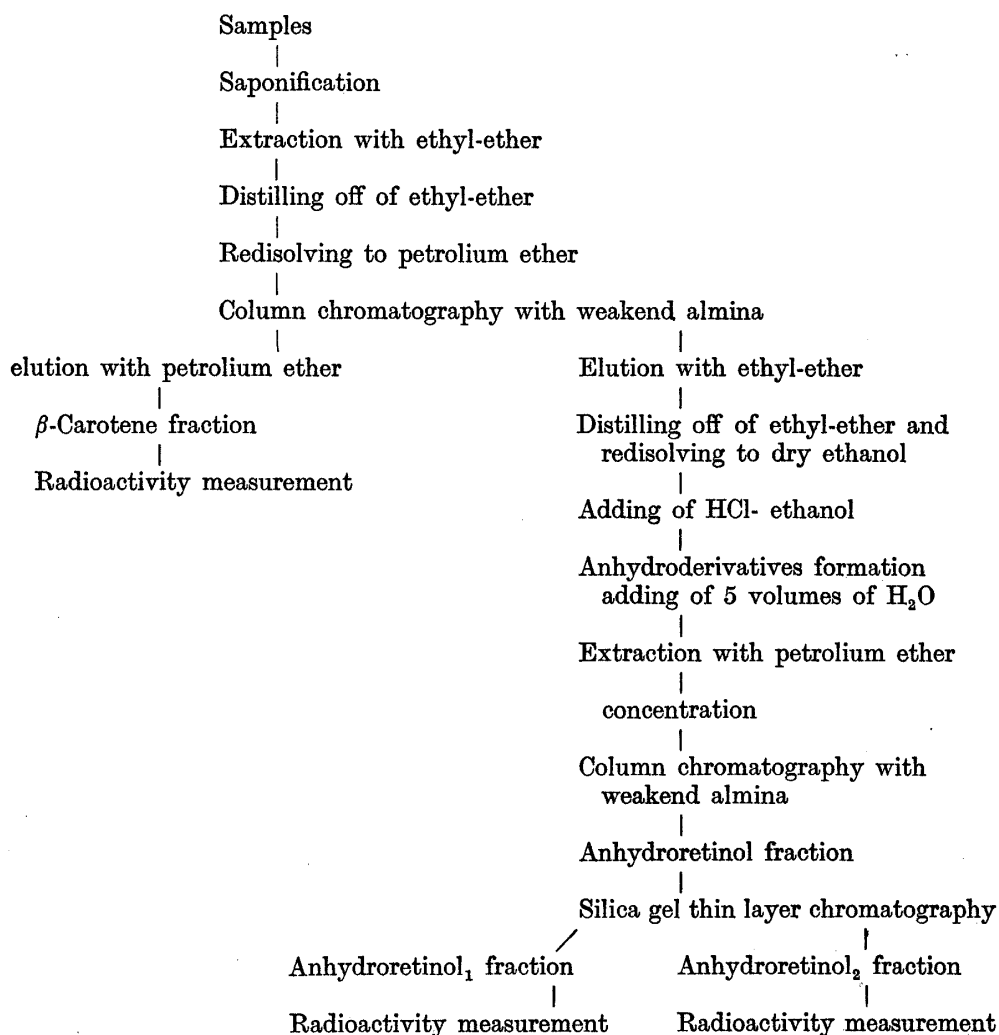 Samples
Saponification
Extraction with ethyl-ether
Distilling off of ethyl-ether
Redisolving to petrolium ether
Column chromatography with weakend almina
elution with petrolium ether
β-Carotene fraction
Radioactivity measurement
Elution with ethyl-ether
Distilling off of ethyl-ether and
redisolving to dry ethanol
Adding of HCl- ethanol
Anhydroderivatives formation
adding of 5 volumes of H₂O
Extraction with petrolium ether
concentration
Column chromatography with
weakend almina
Anhydroretinol fraction
Silica gel thin layer chromatography
Anhydroretinol₁ fraction
Radioactivity measurement
Anhydroretinol₂ fraction
Radioactivity measurement